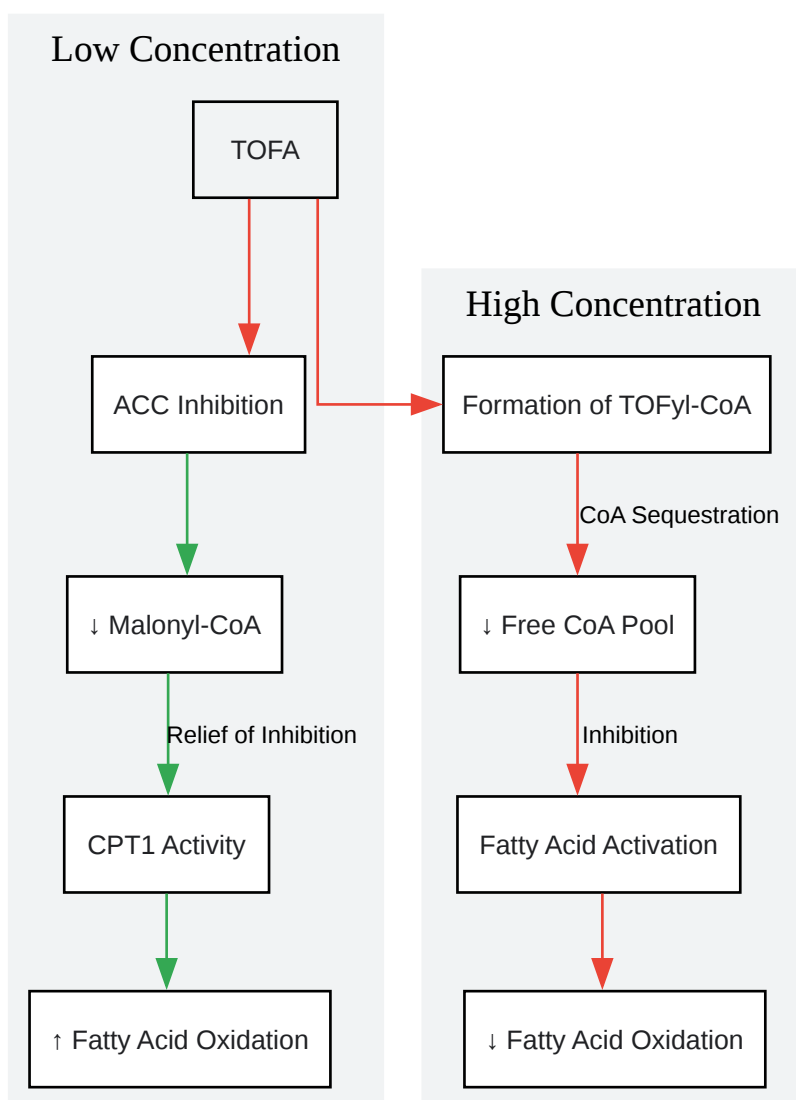 Low Concentration
TOFA
ACC Inhibition
↓ Malonyl-CoA
Relief of Inhibition
CPT1 Activity
↑ Fatty Acid Oxidation
High Concentration
Formation of TOFyl-CoA
CoA Sequestration
↓ Free CoA Pool
Inhibition
Fatty Acid Activation
↓ Fatty Acid Oxidation